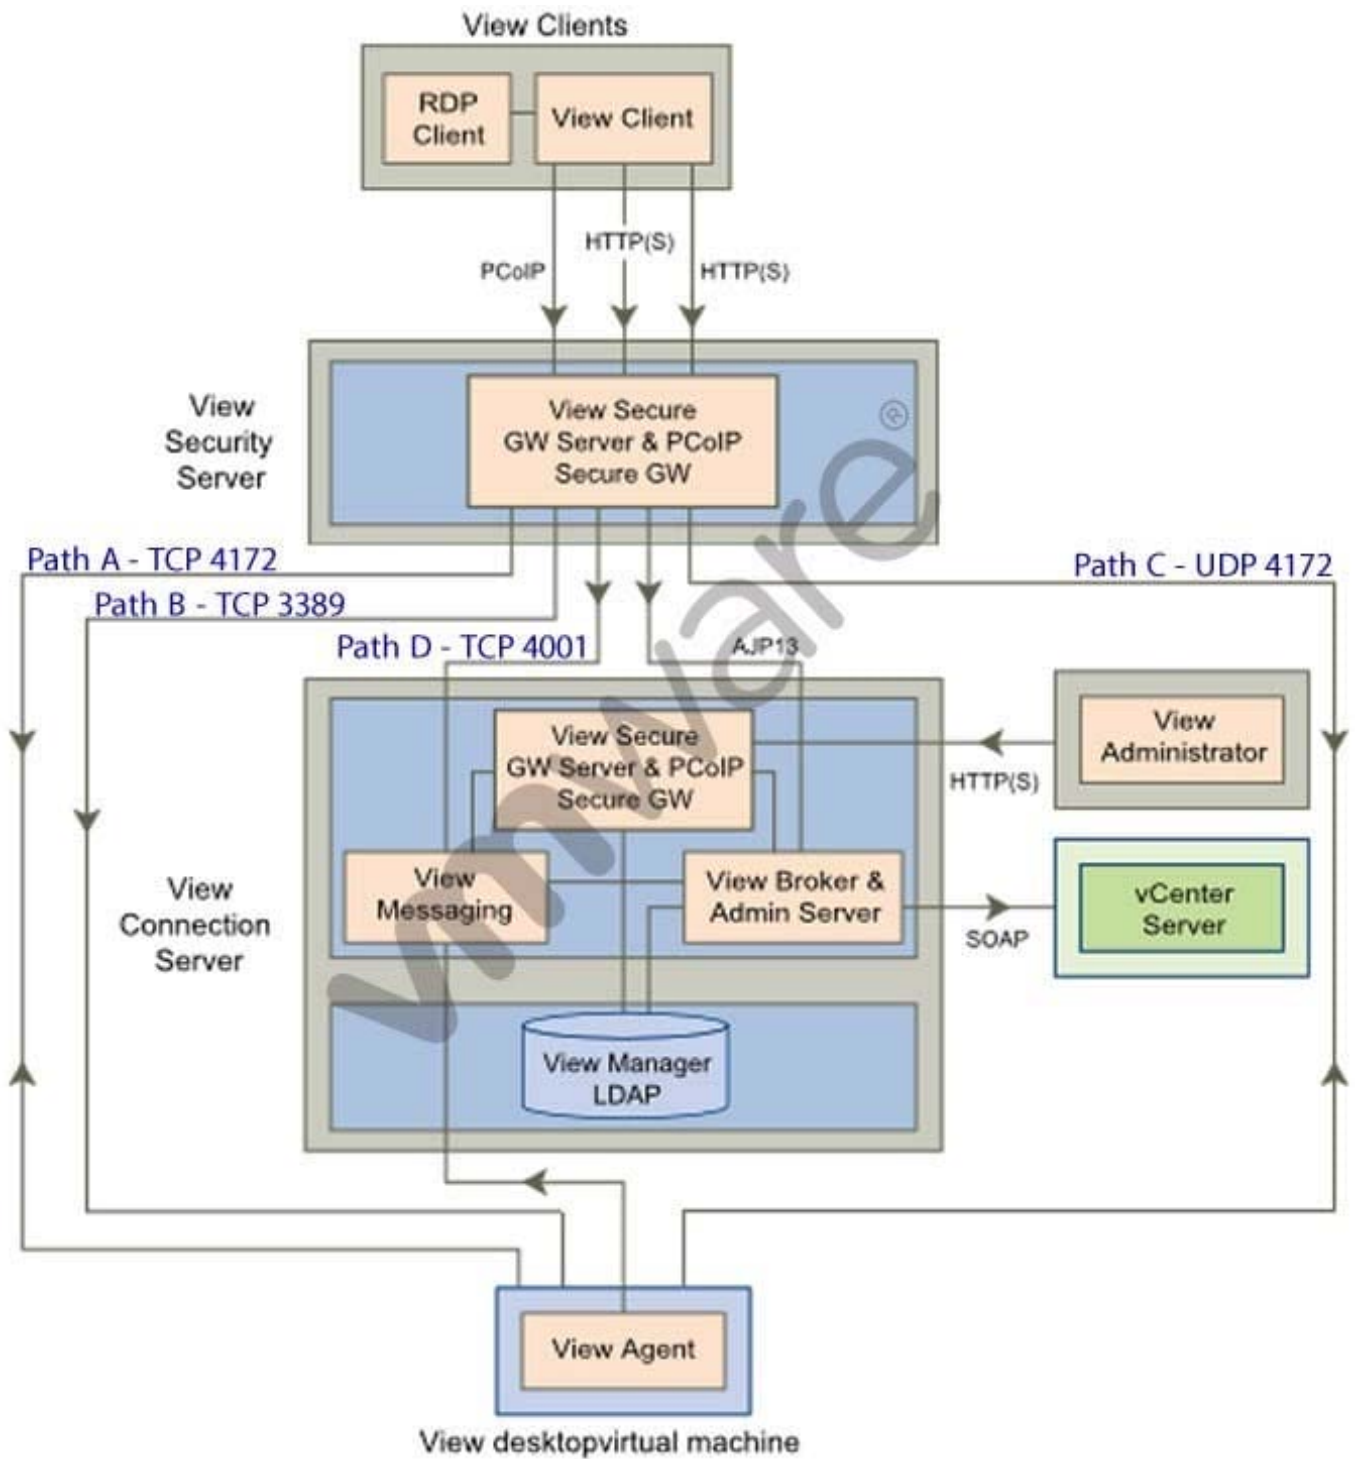 View Clients
RDP
Client
View Client
HTTP(S)
PCoIP
HTTP(S)
View
Security
Server
View Secure
GW Server & PCoIP
Secure GW
Path A - TCP 4172
Path C - UDP 4172
Path B - TCP 3389
Path D - TCP 4001
AJP13
View Secure
GW Server & PCoIP
Secure GW
View
Administrator
HTTP(S)
View
Messaging
View Broker &
Admin Server
vCenter
Server
SOAP
View
Connection
Server
View Manager
LDAP
View Agent
View desktopvirtual machine
vmware®